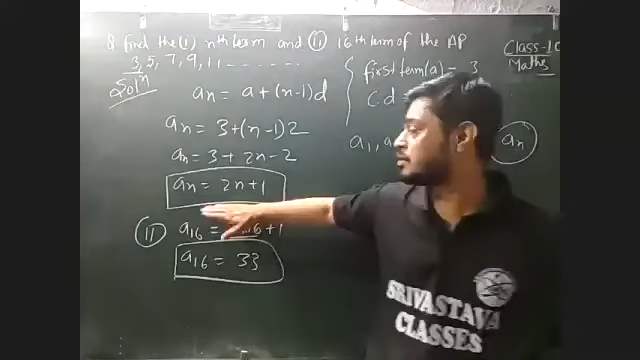 Q Find the (i) nth term and (ii) 16th term of the AP
3, 5, 7, 9, 11 - - - - - - -
Solⁿ
aₙ = a + (n-1)d
aₙ = 3+(n-1)2
aₙ = 3 + 2n - 2
aₙ = 2n+1
(ii) a₁₆ = 6 + 1
a₁₆ = 33
First term (a) = 3
Cd =
a₁,
aₙ
Class-10
Maths
SRIVASTAVA
CLASSES